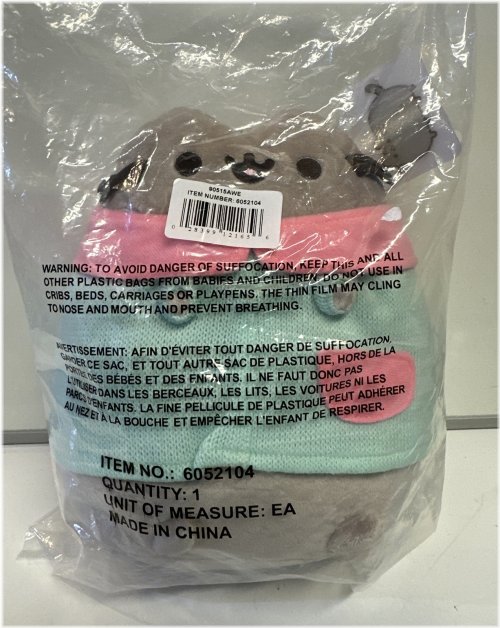 90515AWE
ITEM NUMBER: 6052104
0 28399 12165 6
WARNING: TO AVOID DANGER OF SUFFOCATION, KEEP THIS AND ALL
OTHER PLASTIC BAGS FROM BABIES AND CHILDREN. DO NOT USE IN
CRIBS, BEDS, CARRIAGES OR PLAYPENS. THE THIN FILM MAY CLING
TO NOSE AND MOUTH AND PREVENT BREATHING.
AVERTISSEMENT: AFIN D'ÉVITER TOUT DANGER DE SUFFOCATION,
GARDER CE SAC, ET TOUT AUTRE SAC DE PLASTIQUE, HORS DE LA
PORTÉE DES BÉBÉS ET DES ENFANTS. IL NE FAUT DONC PAS
L'UTILISER DANS LES BERCEAUX, LES LITS, LES VOITURES NI LES
PARCS D'ENFANTS. LA FINE PELLICULE DE PLASTIQUE PEUT ADHÉRER
AU NEZ ET À LA BOUCHE ET EMPÊCHER L'ENFANT DE RESPIRER.
ITEM NO.: 6052104
QUANTITY: 1
UNIT OF MEASURE: EA
MADE IN CHINA